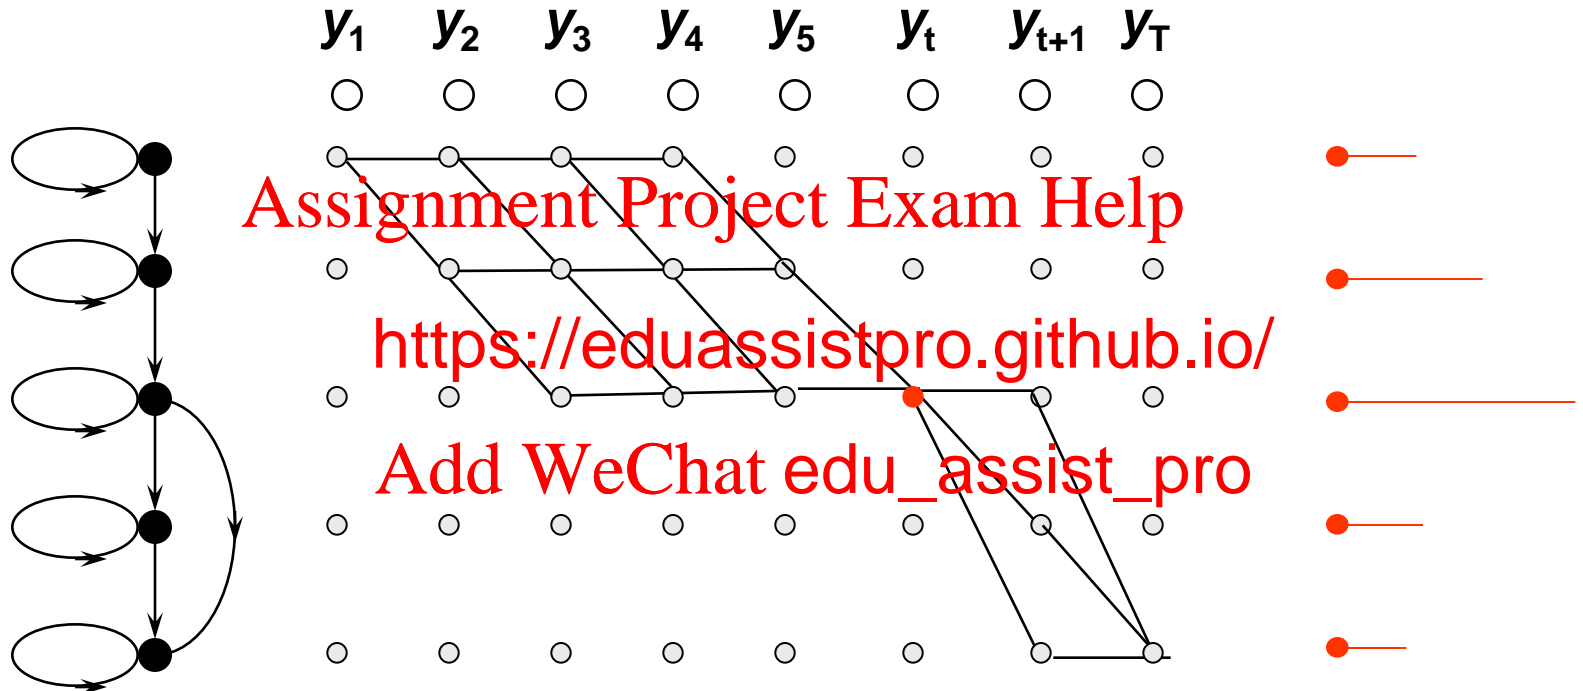 y1 y2 y3 y4 y5 yt yt+1 yT
Assignment Project Exam Help
https://eduassistpro.github.io/
Add WeChat edu_assist_pro